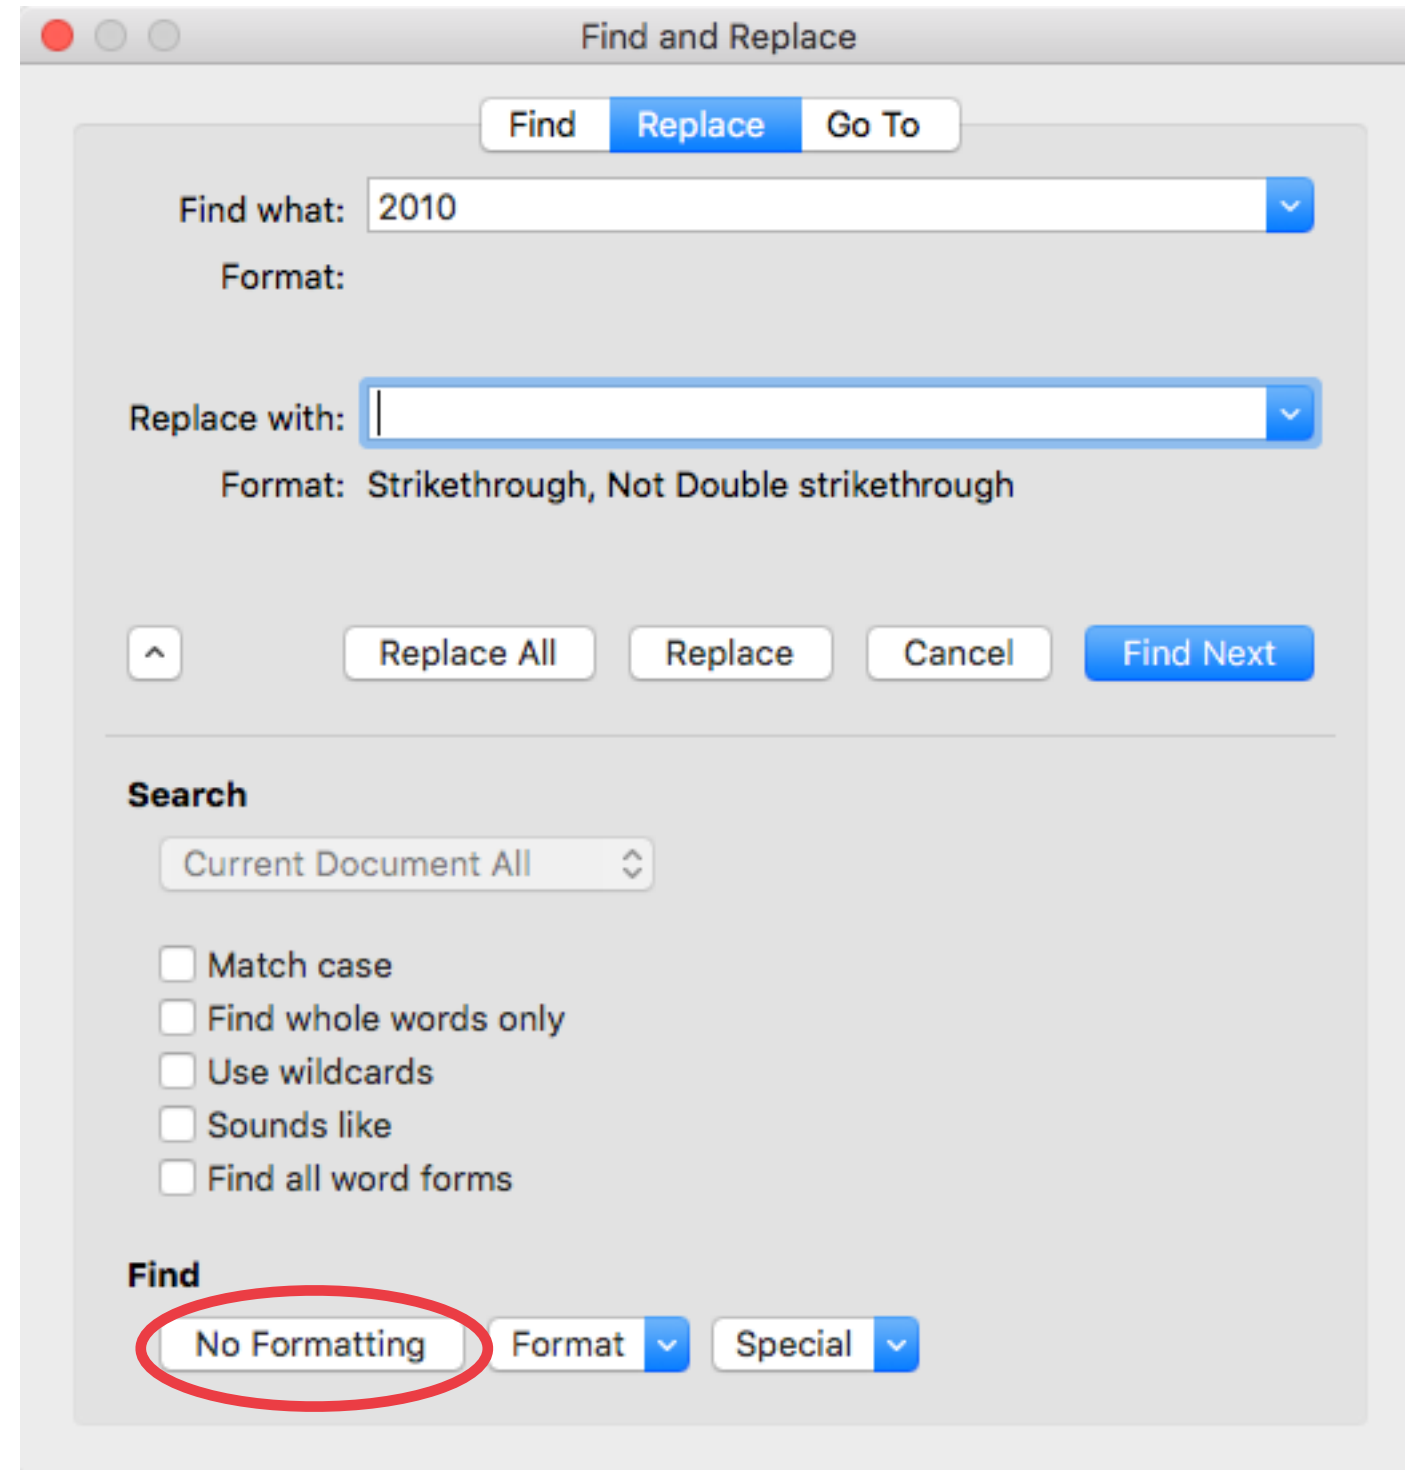 Find and Replace
Find Replace Go To
Find what: 2010
Format:
Replace with:
Format: Strikethrough, Not Double strikethrough
Replace All Replace Cancel Find Next
Search
Current Document All
Match case
Find whole words only
Use wildcards
Sounds like
Find all word forms
Find
No Formatting Format Special